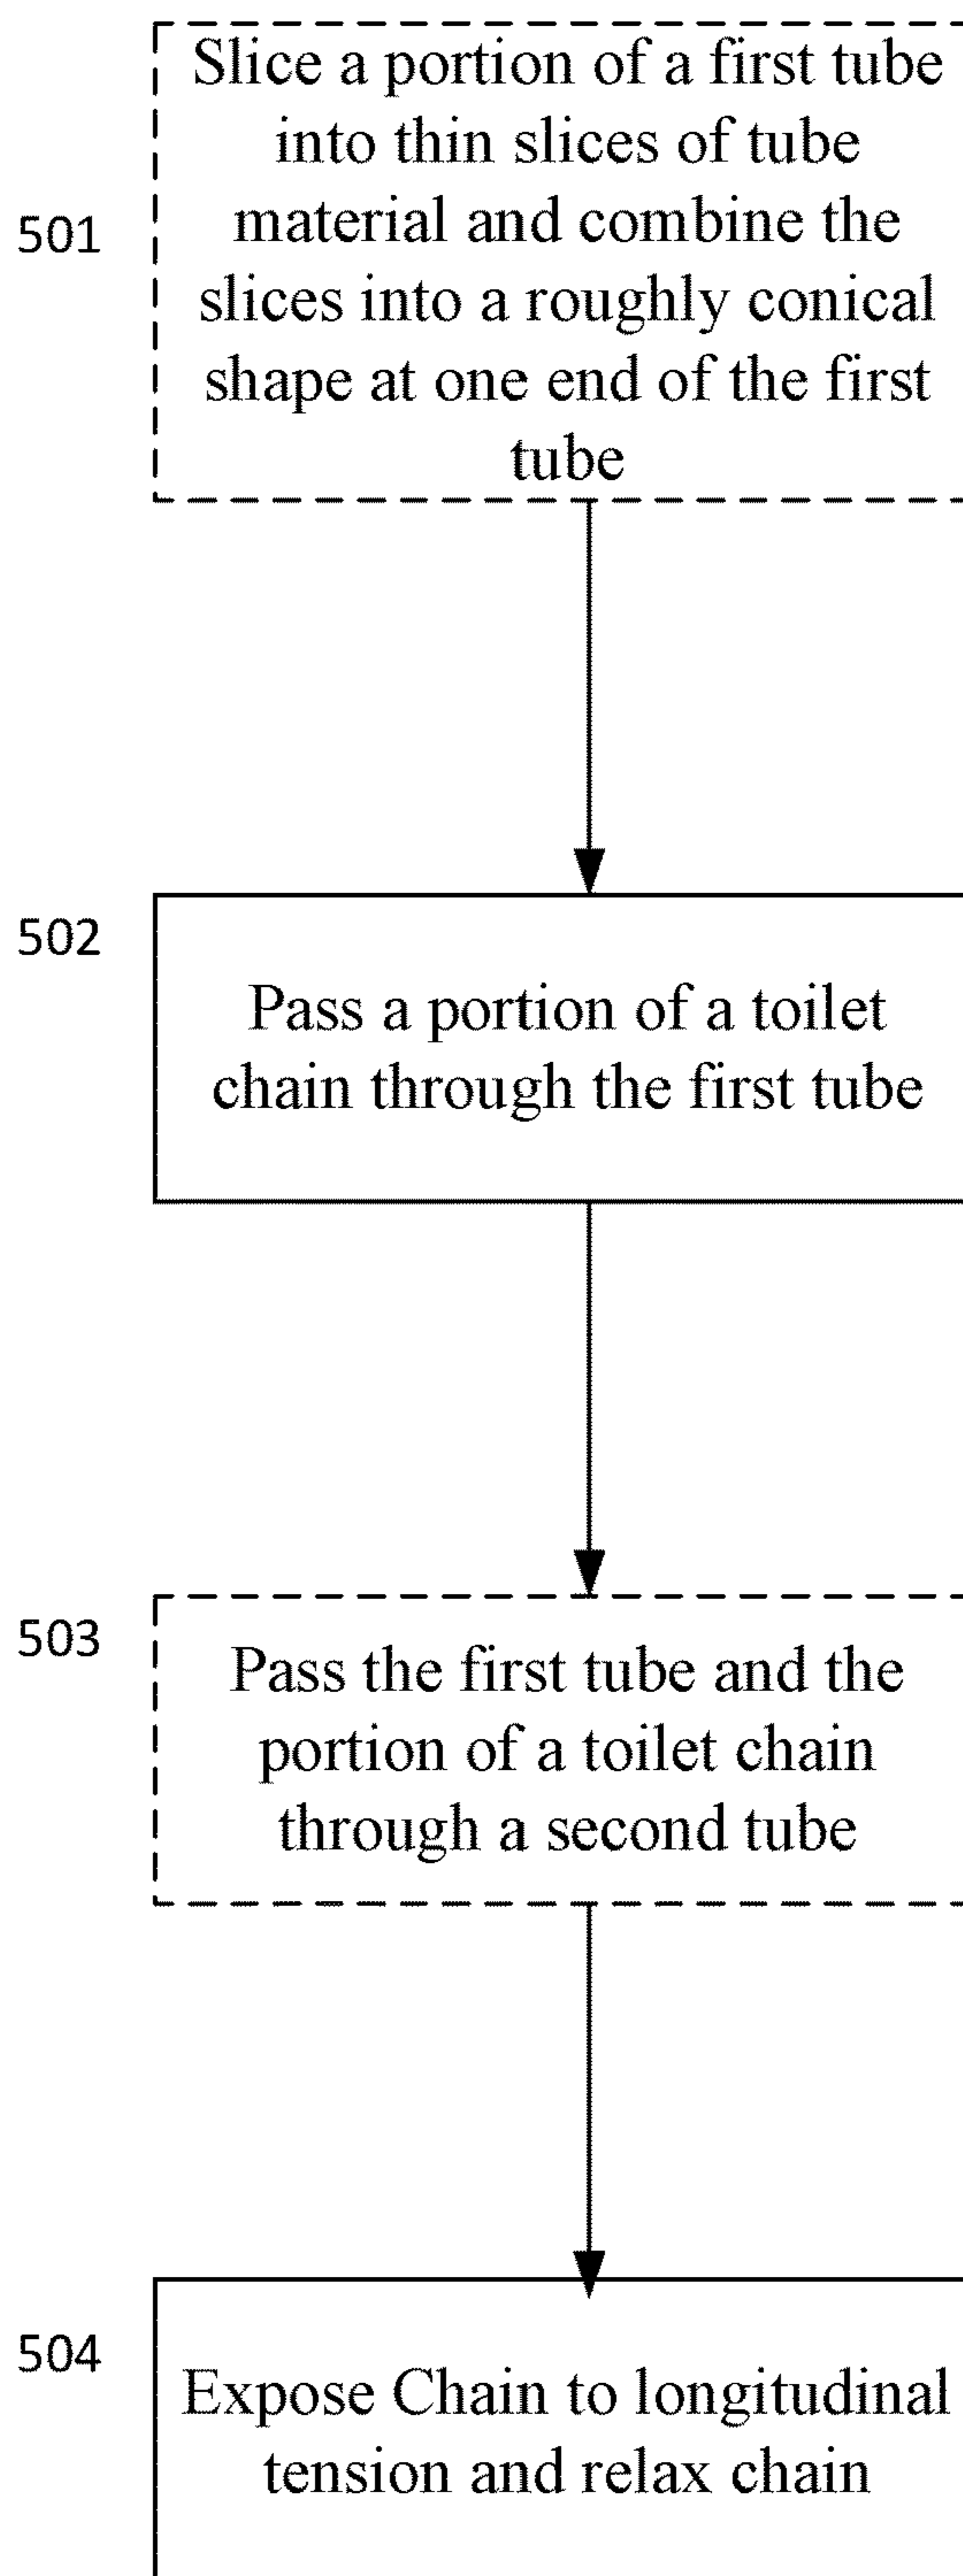 Slice a portion of a first tube
into thin slices of tube
501
material and combine the
slices into a roughly conical
shape at one end of the first
tube
502
Pass a portion of a toilet
chain through the first tube
503
Pass the first tube and the
portion of a toilet chain
through a second tube
504
Expose Chain to longitudinal
tension and relax chain